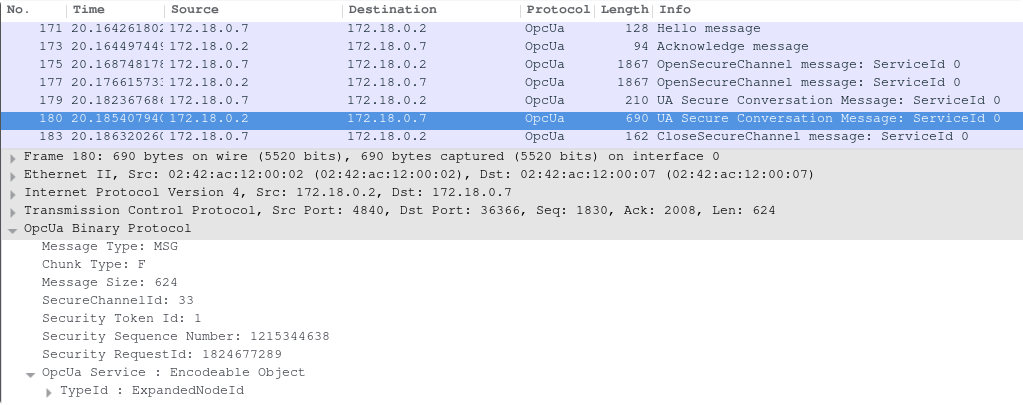 No. Time Source Destination Protocol Length Info
171 20.164261802 172.18.0.7 172.18.0.2 OpcUa 128 Hello message
173 20.164497449 172.18.0.2 172.18.0.7 OpcUa 94 Acknowledge message
175 20.168748178 172.18.0.7 172.18.0.2 OpcUa 1867 OpenSecureChannel message: ServiceId 0
177 20.176615733 172.18.0.2 172.18.0.7 OpcUa 1867 OpenSecureChannel message: ServiceId 0
179 20.182367686 172.18.0.7 172.18.0.2 OpcUa 210 UA Secure Conversation Message: ServiceId 0
180 20.185407940 172.18.0.2 172.18.0.7 OpcUa 690 UA Secure Conversation Message: ServiceId 0
183 20.186320260 172.18.0.7 172.18.0.2 OpcUa 162 CloseSecureChannel message: ServiceId 0
Frame 180: 690 bytes on wire (5520 bits), 690 bytes captured (5520 bits) on interface 0
Ethernet II, Src: 02:42:ac:12:00:02 (02:42:ac:12:00:02), Dst: 02:42:ac:12:00:07 (02:42:ac:12:00:07)
Internet Protocol Version 4, Src: 172.18.0.2, Dst: 172.18.0.7
Transmission Control Protocol, Src Port: 4840, Dst Port: 36366, Seq: 1830, Ack: 2008, Len: 624
OpcUa Binary Protocol
Message Type: MSG
Chunk Type: F
Message Size: 624
SecureChannelId: 33
Security Token Id: 1
Security Sequence Number: 1215344638
Security RequestId: 1824677289
OpcUa Service : Encodeable Object
TypeId : ExpandedNodeId